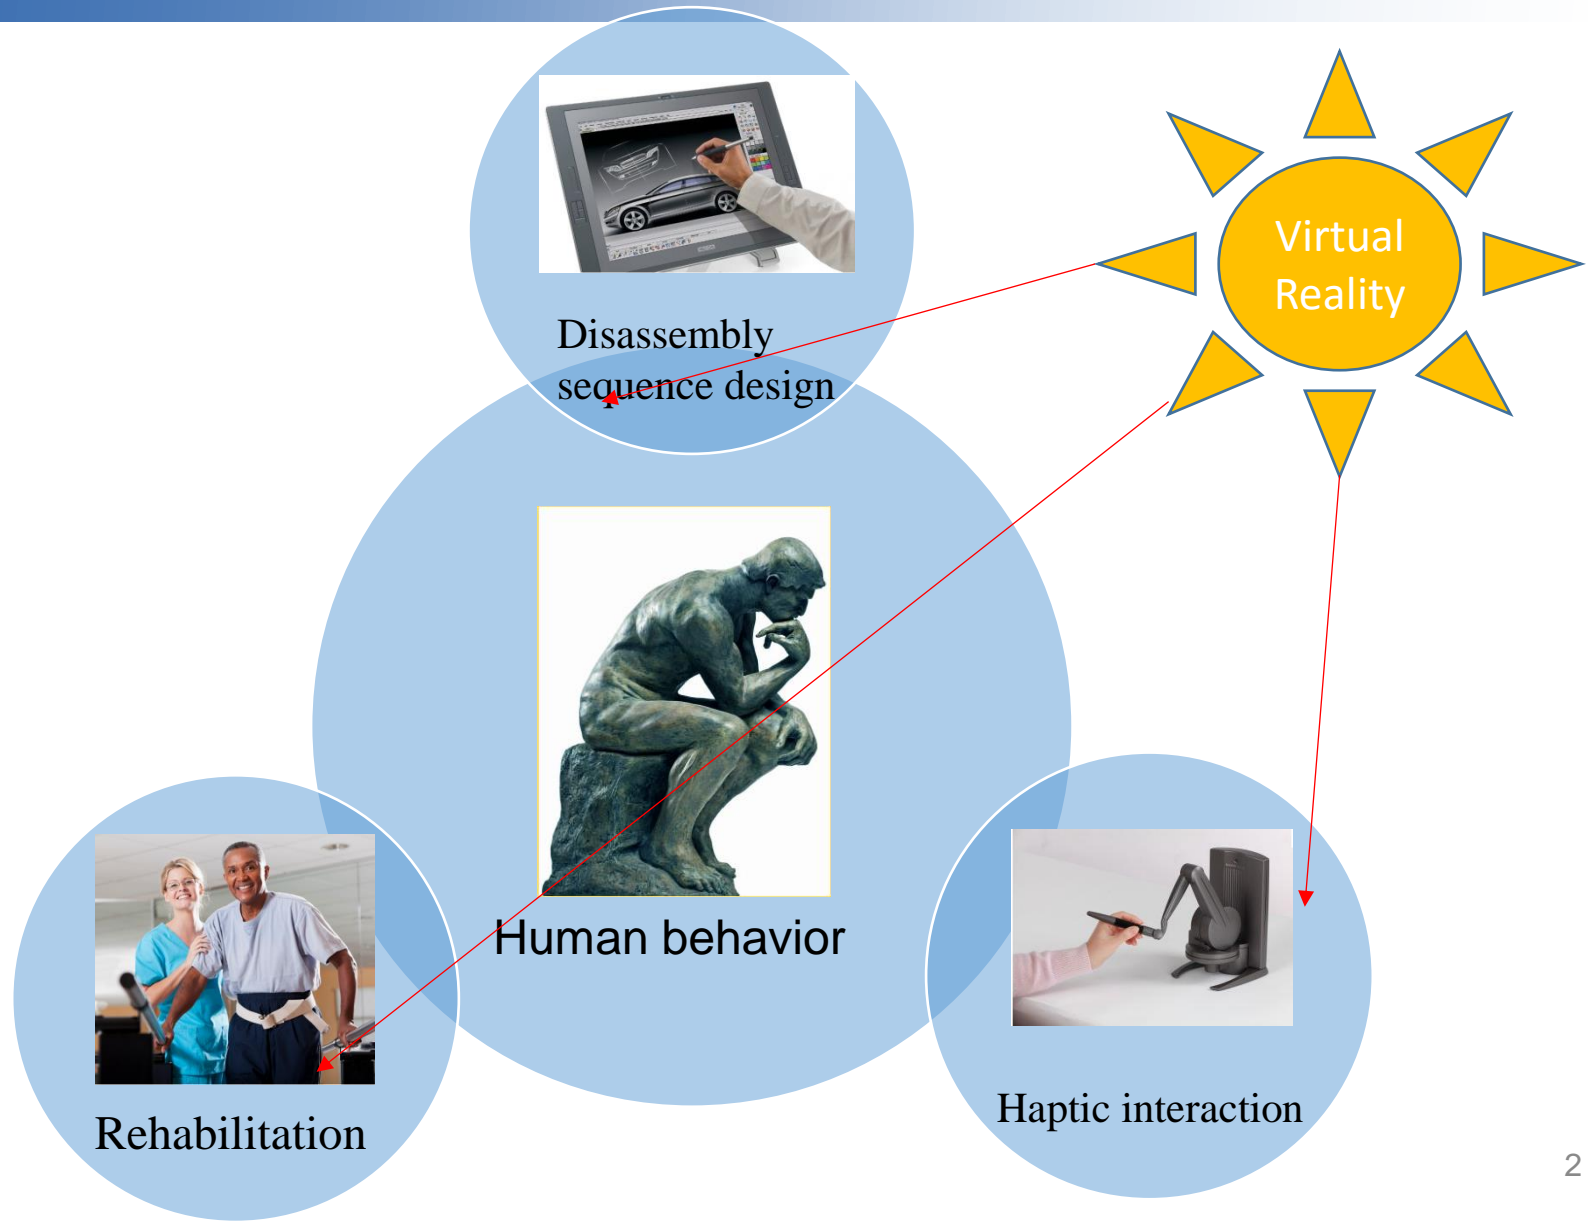 Virtual
Reality
Disassembly
sequence design
Human behavior
Rehabilitation
Haptic interaction
2